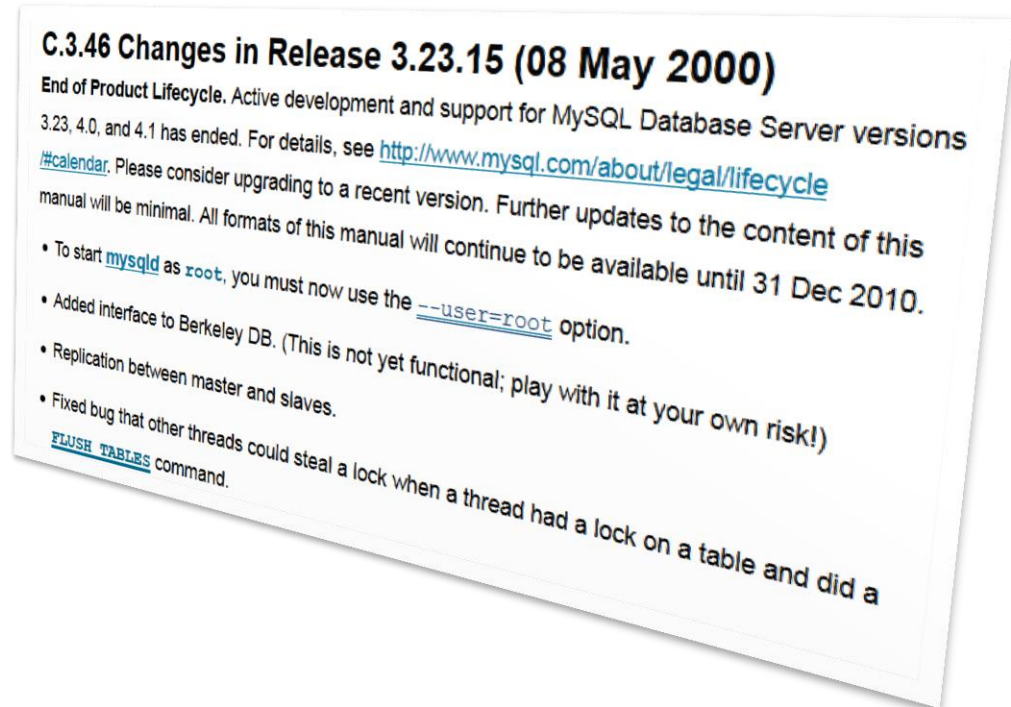 C.3.46 Changes in Release 3.23.15 (08 May 2000)
End of Product Lifecycle. Active development and support for MySQL Database Server versions
3.23, 4.0, and 4.1 has ended. For details, see http://www.mysql.com/about/legal/lifecycle
/#calendar. Please consider upgrading to a recent version. Further updates to the content of this
manual will be minimal. All formats of this manual will continue to be available until 31 Dec 2010.
• To start mysqld as root, you must now use the --user=root option.
• Added interface to Berkeley DB. (This is not yet functional; play with it at your own risk!)
• Replication between master and slaves.
• Fixed bug that other threads could steal a lock when a thread had a lock on a table and did a
FLUSH TABLES command.